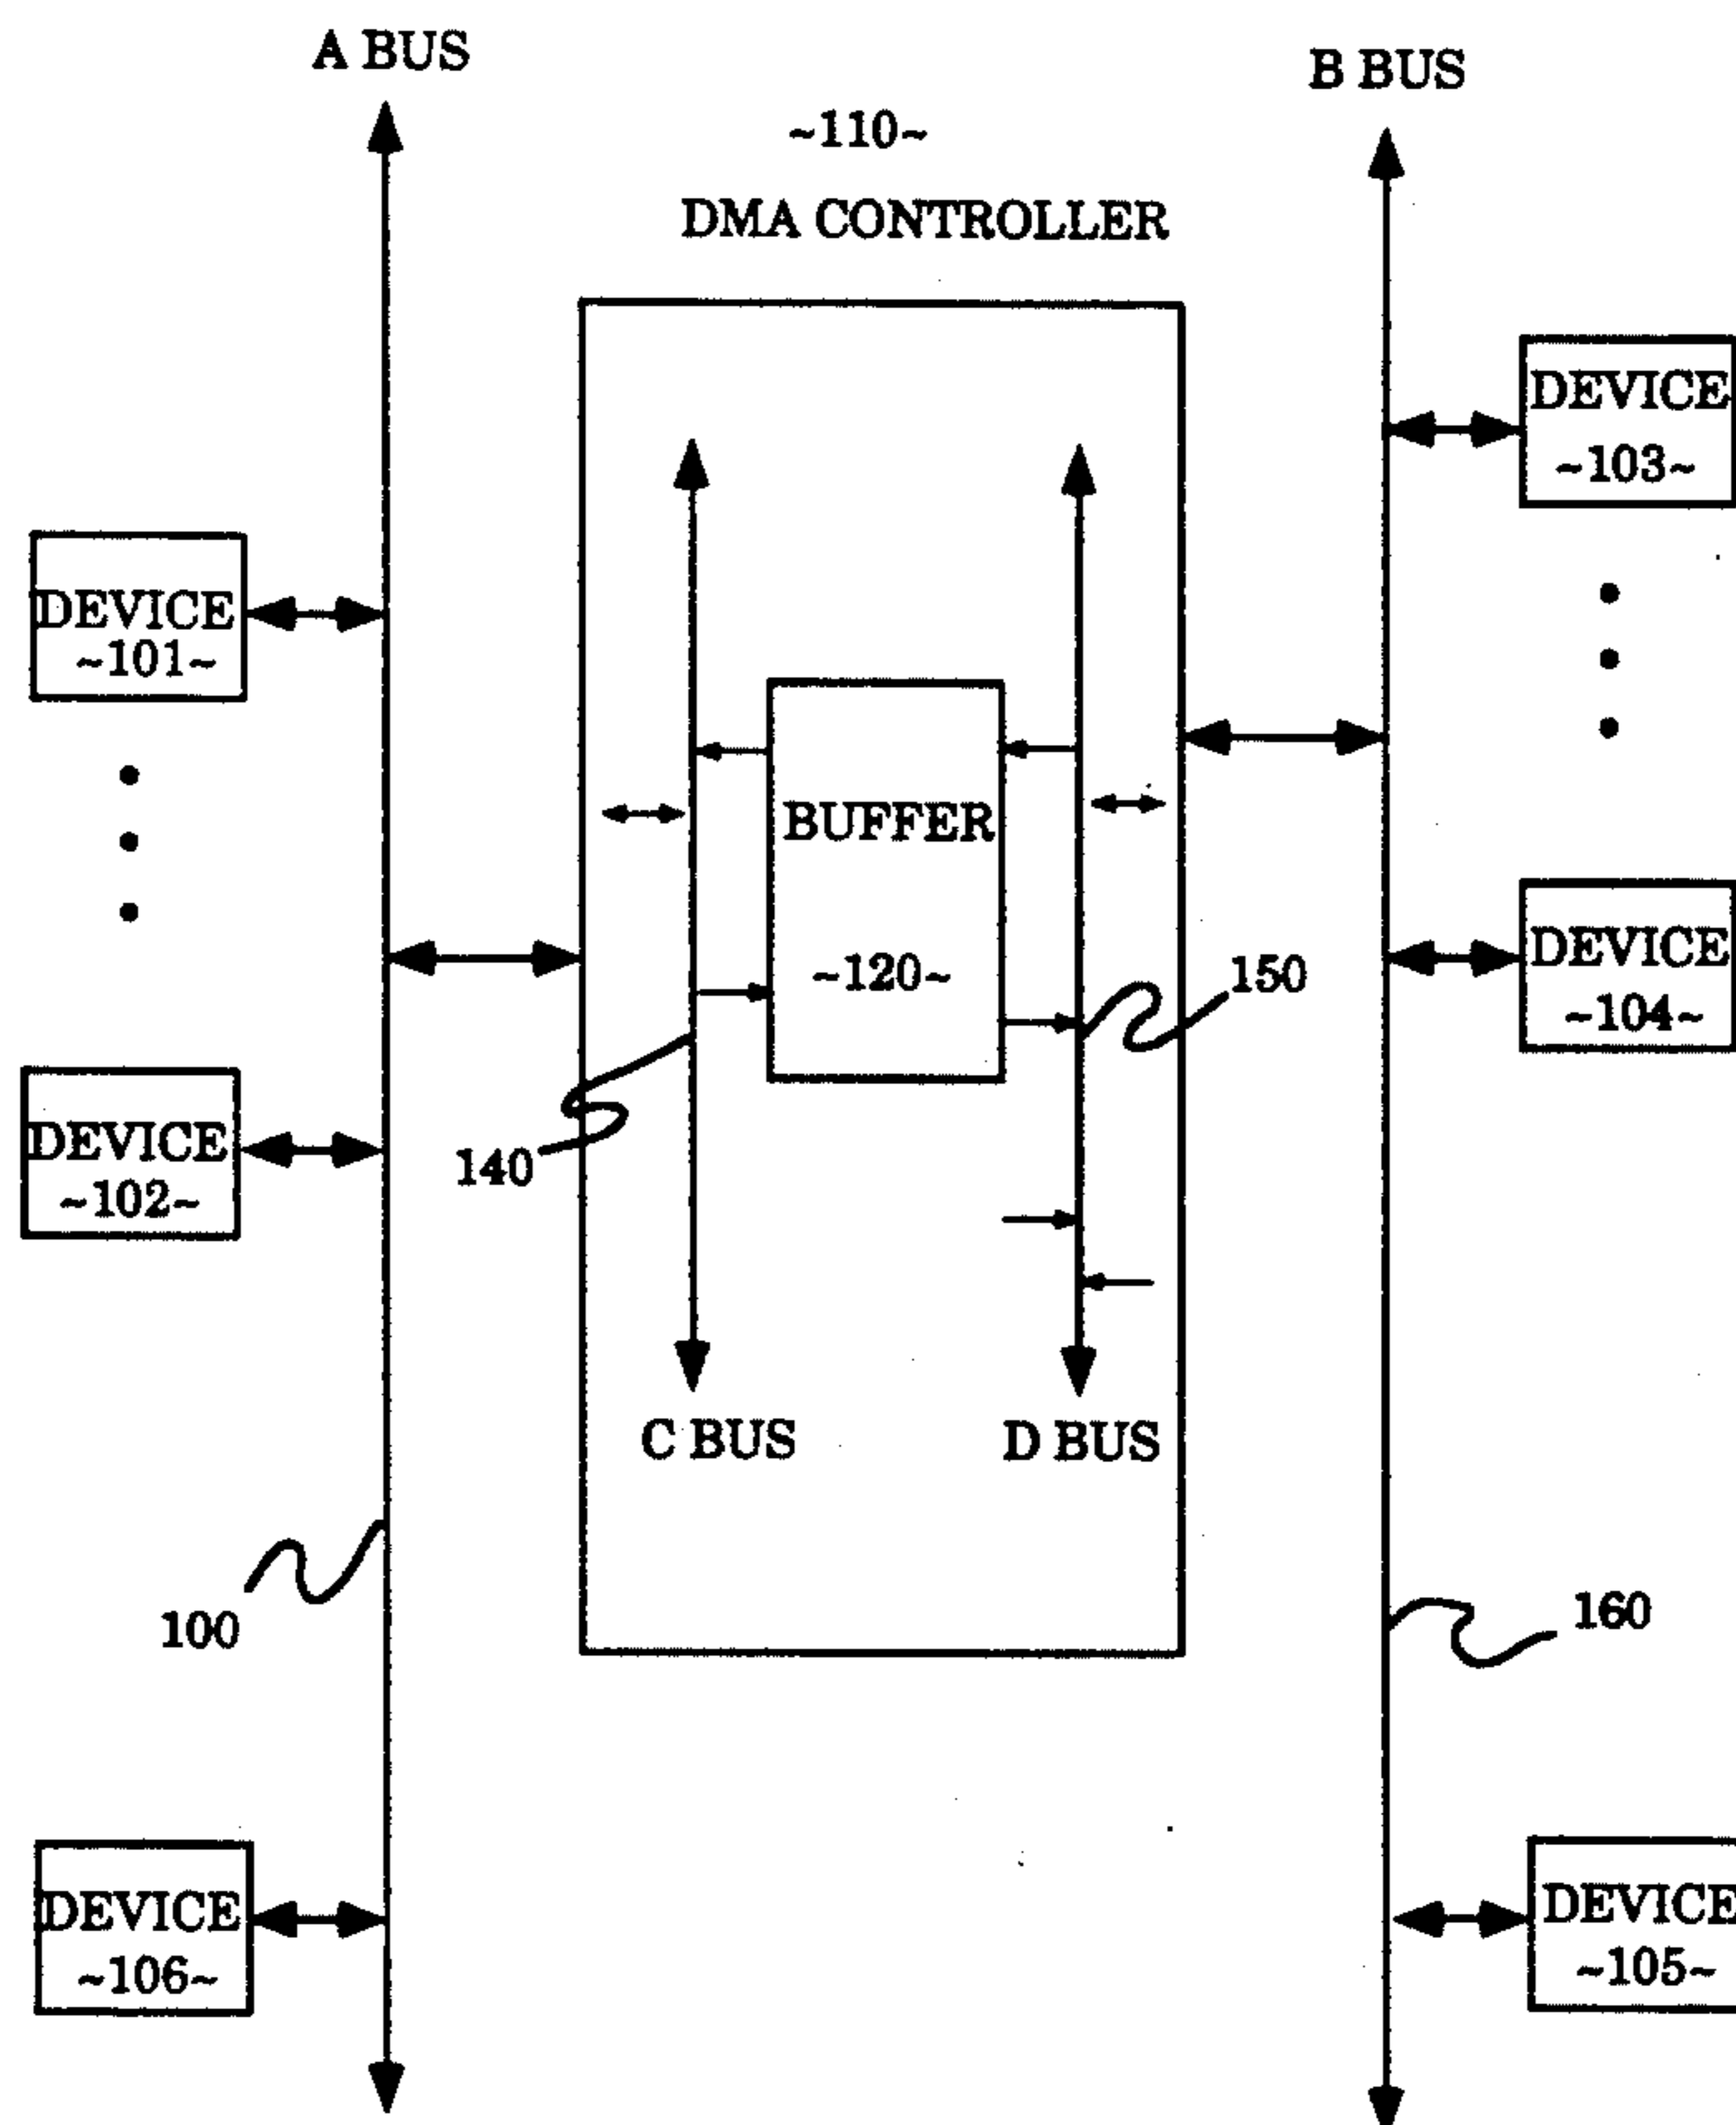 A BUS
B BUS
~110~
DMA CONTROLLER
DEVICE
~103~
DEVICE
~101~
BUFFER
~120~
150
DEVICE
~104~
140
DEVICE
~102~
C BUS
D BUS
100
160
DEVICE
~106~
DEVICE
~105~